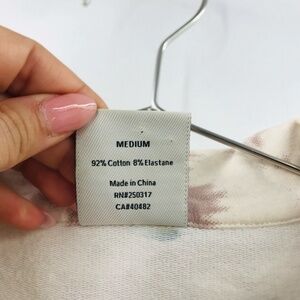 MEDIUM
92% Cotton 8% Elastane
Made in China
RN#250317
CA#40482